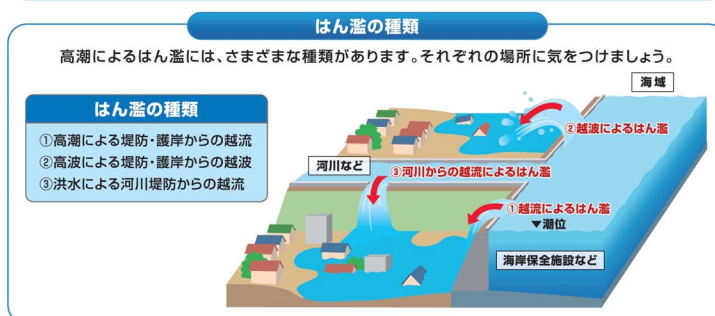 はん濫の種類
高潮によるはん濫には、さまざまな種類があります。それぞれの場所に気をつけましょう。
はん濫の種類
①高潮による堤防・護岸からの越流
②高波による堤防・護岸からの越波
③洪水による河川堤防からの越流
海域
②越波によるはん濫
河川など
③河川からの越流によるはん濫
①越流によるはん濫
▼潮位
海岸保全施設など